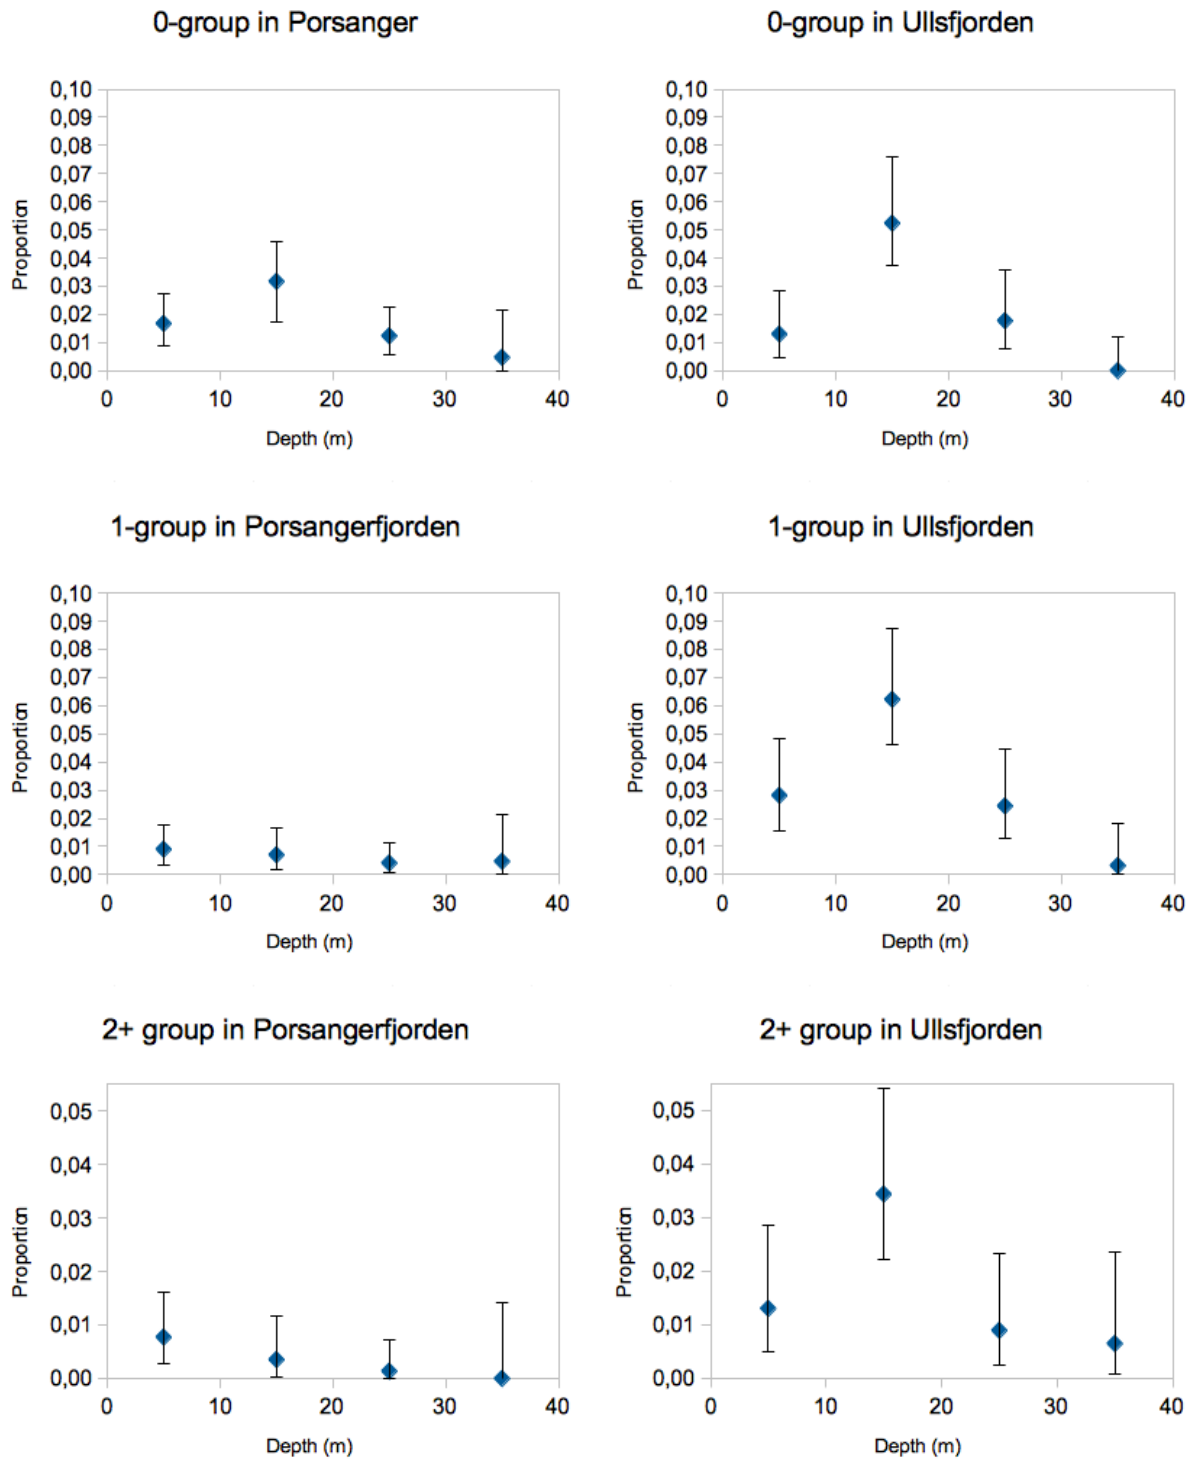 0-group in Porsanger
0,10
0,09
0,08
0,07
0,06
0,05
0,04
0,03
0,02
0,01
0,00
Proportion
0 10 20 30 40
Depth (m)
0-group in Ullsfjorden
0,10
0,09
0,08
0,07
0,06
0,05
0,04
0,03
0,02
0,01
0,00
Proportion
0 10 20 30 40
Depth (m)
1-group in Porsangerfjorden
0,10
0,09
0,08
0,07
0,06
0,05
0,04
0,03
0,02
0,01
0,00
Proportion
0 10 20 30 40
Depth (m)
1-group in Ullsfjorden
0,10
0,09
0,08
0,07
0,06
0,05
0,04
0,03
0,02
0,01
0,00
Proportion
0 10 20 30 40
Depth (m)
2+ group in Porsangerfjorden
0,05
0,04
0,03
0,02
0,01
0,00
Proportion
0 10 20 30 40
Depth (m)
2+ group in Ullsfjorden
0,05
0,04
0,03
0,02
0,01
0,00
Proportion
0 10 20 30 40
Depth (m)